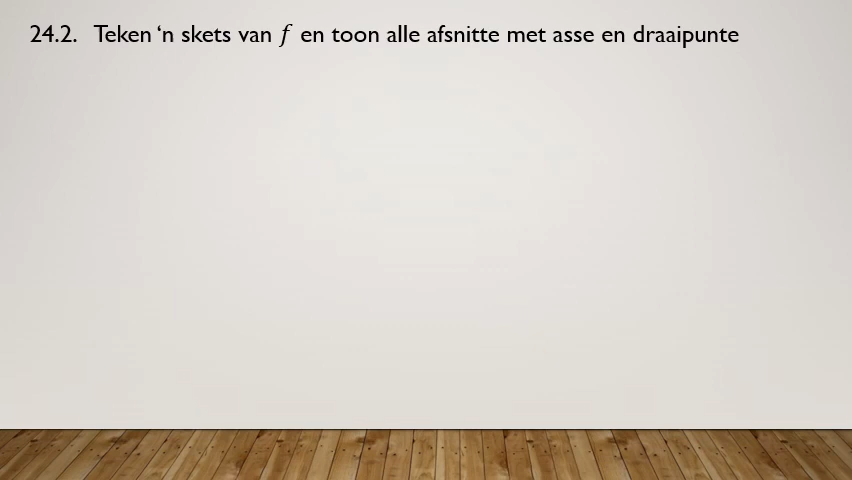 24.2. Teken ‘n skets van f en toon alle afsnitte met asse en draaipunte